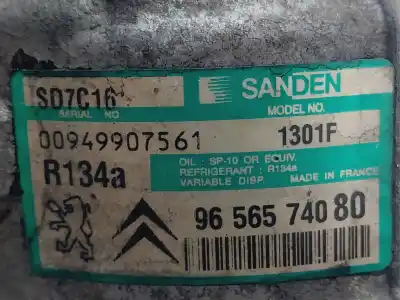 SD7C16
SANDEN
SERIAL NO
MODEL NO.
00949907561
1301F
R134a
OIL : SP-10 OR EQUIV.
REFRIGERANT : R134a
VARIABLE DISP. MADE IN FRANCE
96 565 740 80